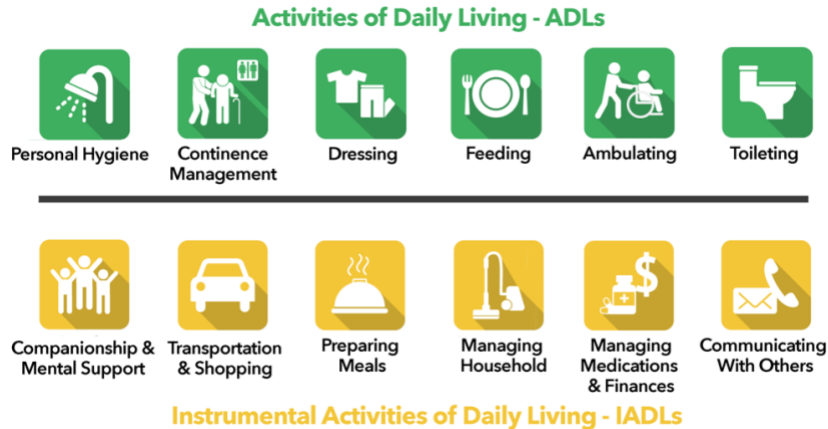 Activities of Daily Living - ADLs
Personal Hygiene
Continence
Management
Dressing
Feeding
Ambulating
Toileting
Companionship &
Mental Support
Transportation
& Shopping
Preparing
Meals
Managing
Household
Managing
Medications
& Finances
Communicating
With Others
Instrumental Activities of Daily Living - IADLs